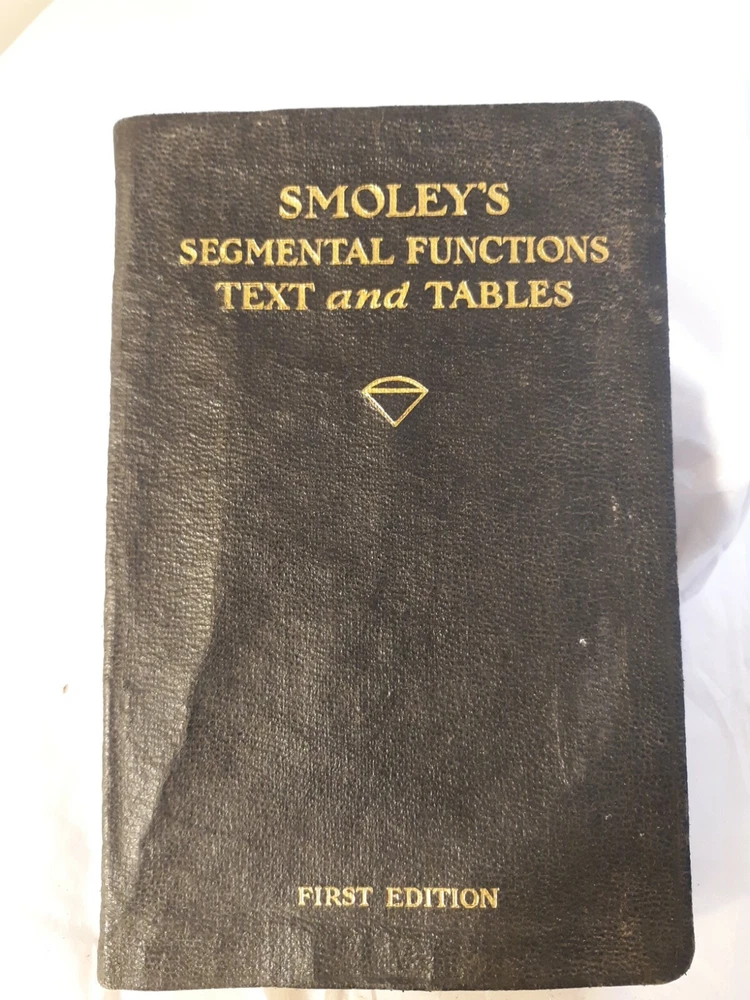 SMOLEY'S
SEGMENTAL FUNCTIONS
TEXT and TABLES
FIRST EDITION